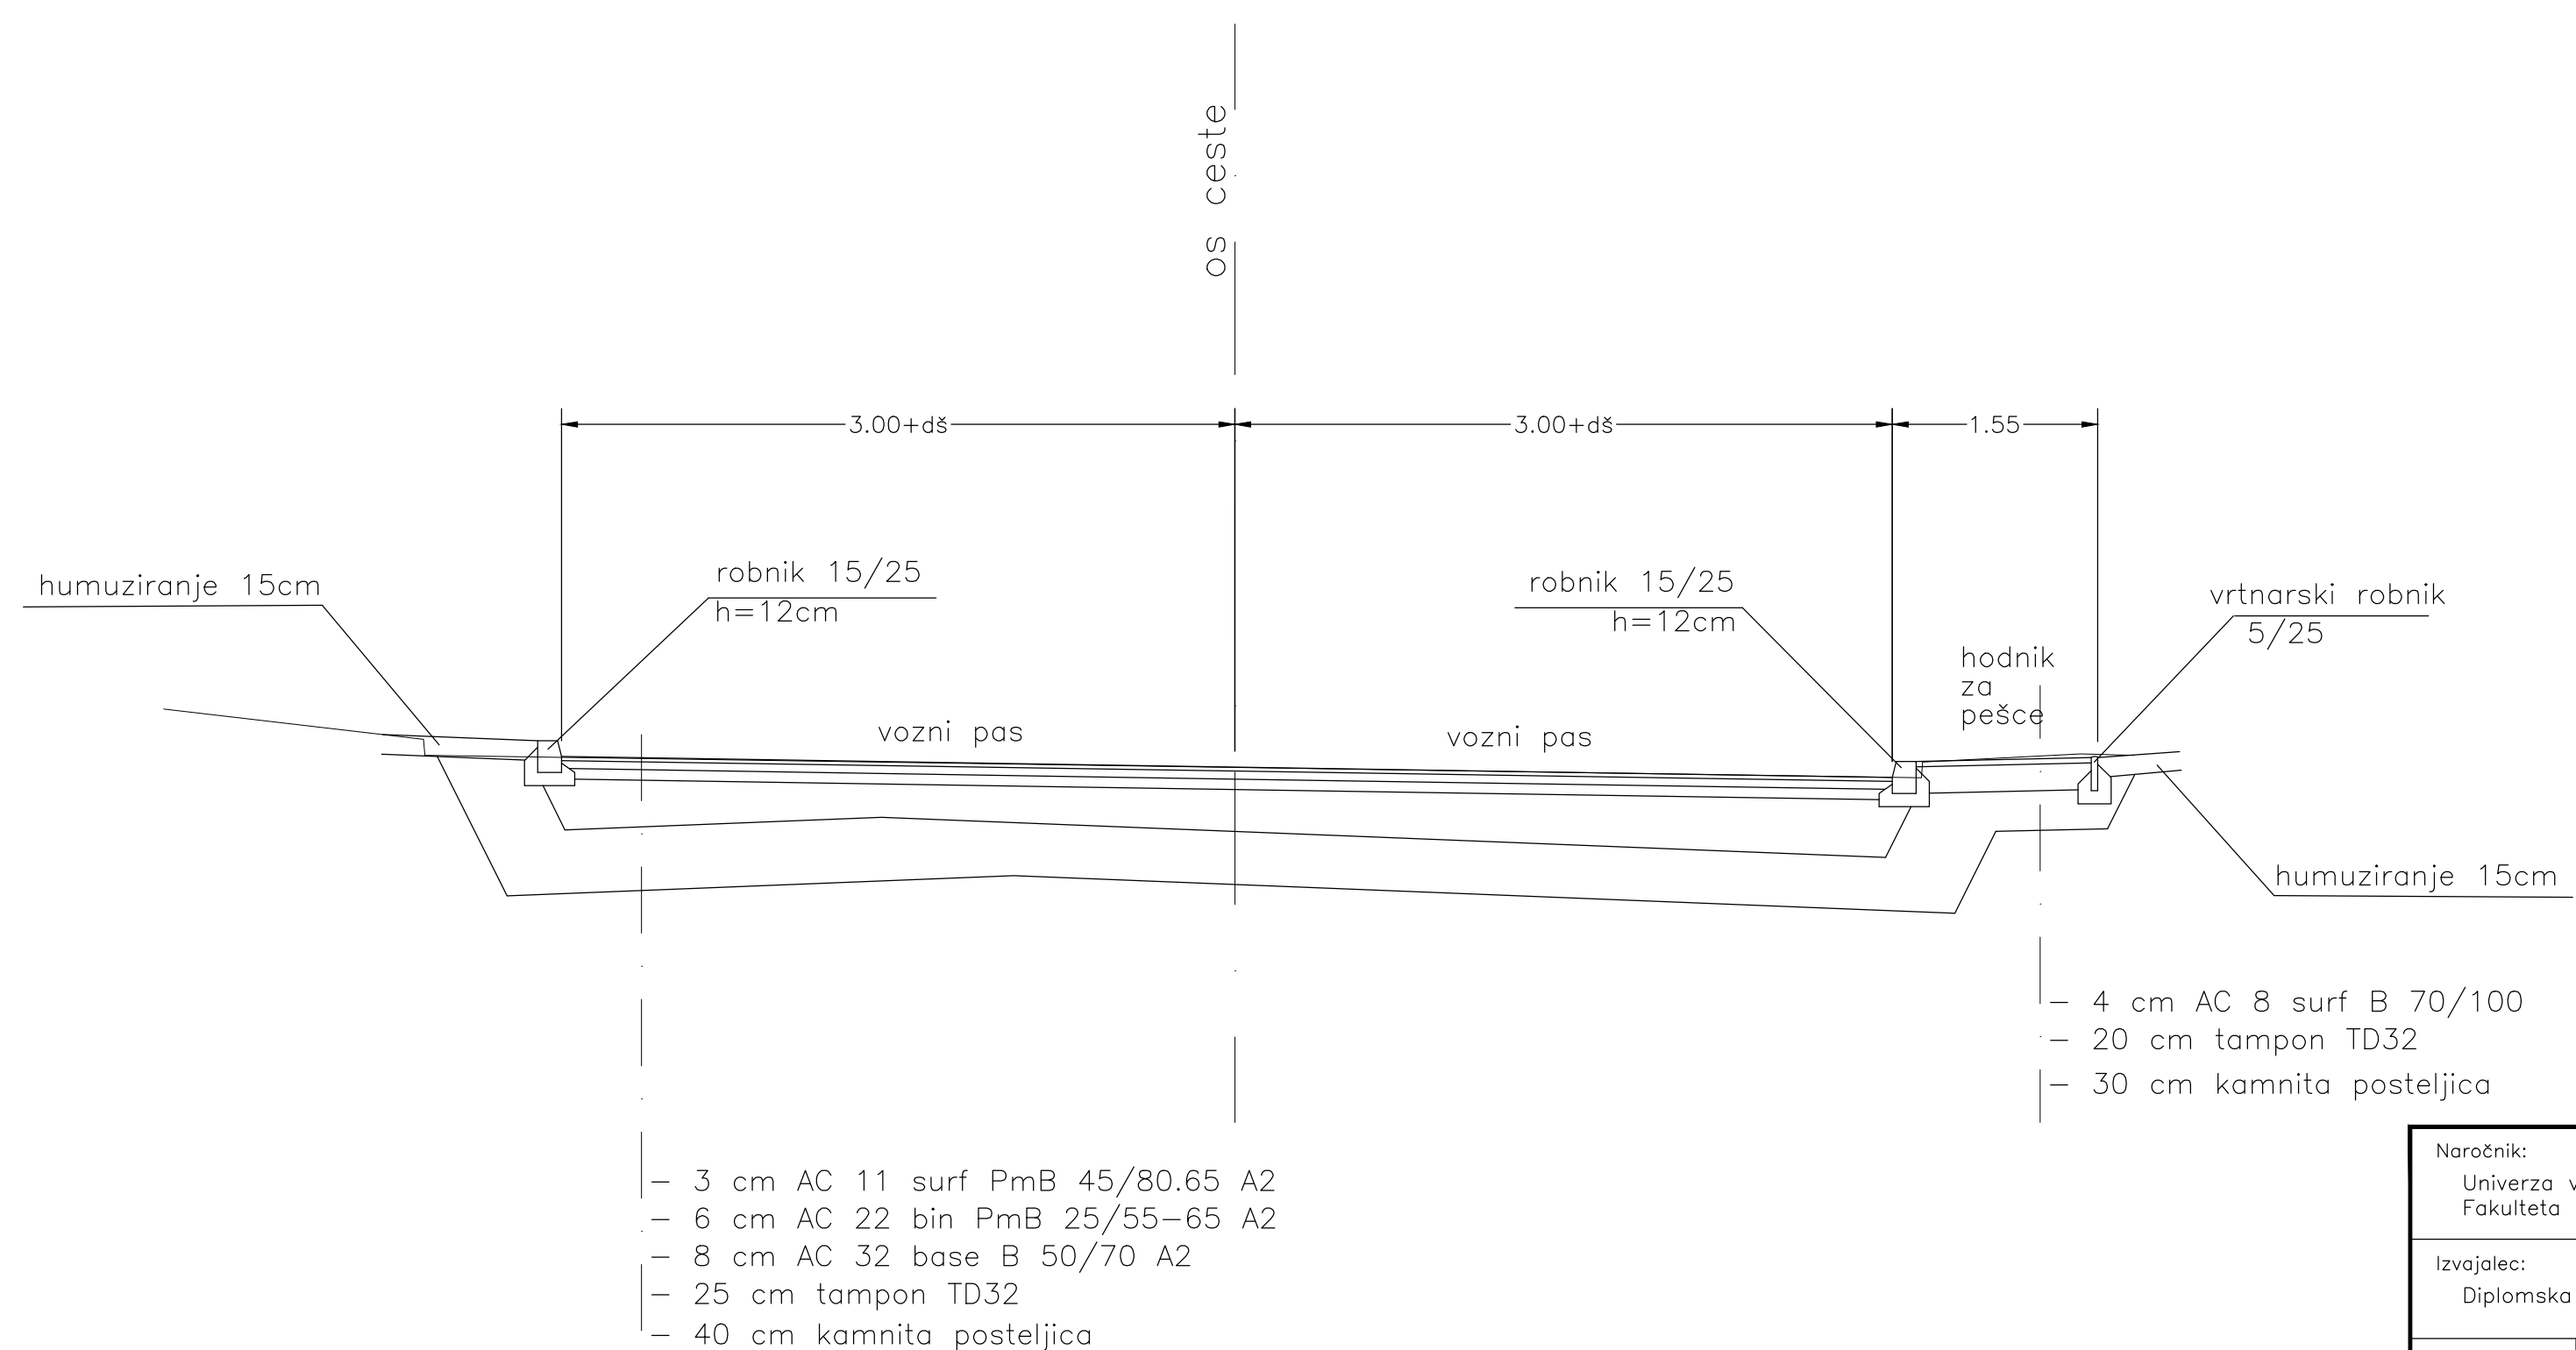 os ceste
3.00+dš
3.00+dš
1.55
humuziranje 15cm
robnik 15/25
h=12cm
robnik 15/25
h=12cm
vrtnarski robnik
5/25
hodnik
za
pešce
vozni pas
vozni pas
humuziranje 15cm
- 4 cm AC 8 surf B 70/100
- 20 cm tampon TD32
- 30 cm kamnita posteljica
- 3 cm AC 11 surf PmB 45/80.65 A2
- 6 cm AC 22 bin PmB 25/55-65 A2
- 8 cm AC 32 base B 50/70 A2
- 25 cm tampon TD32
- 40 cm kamnita posteljica
Naročnik:
Univerza v
Fakulteta
Izvajalec:
Diplomska